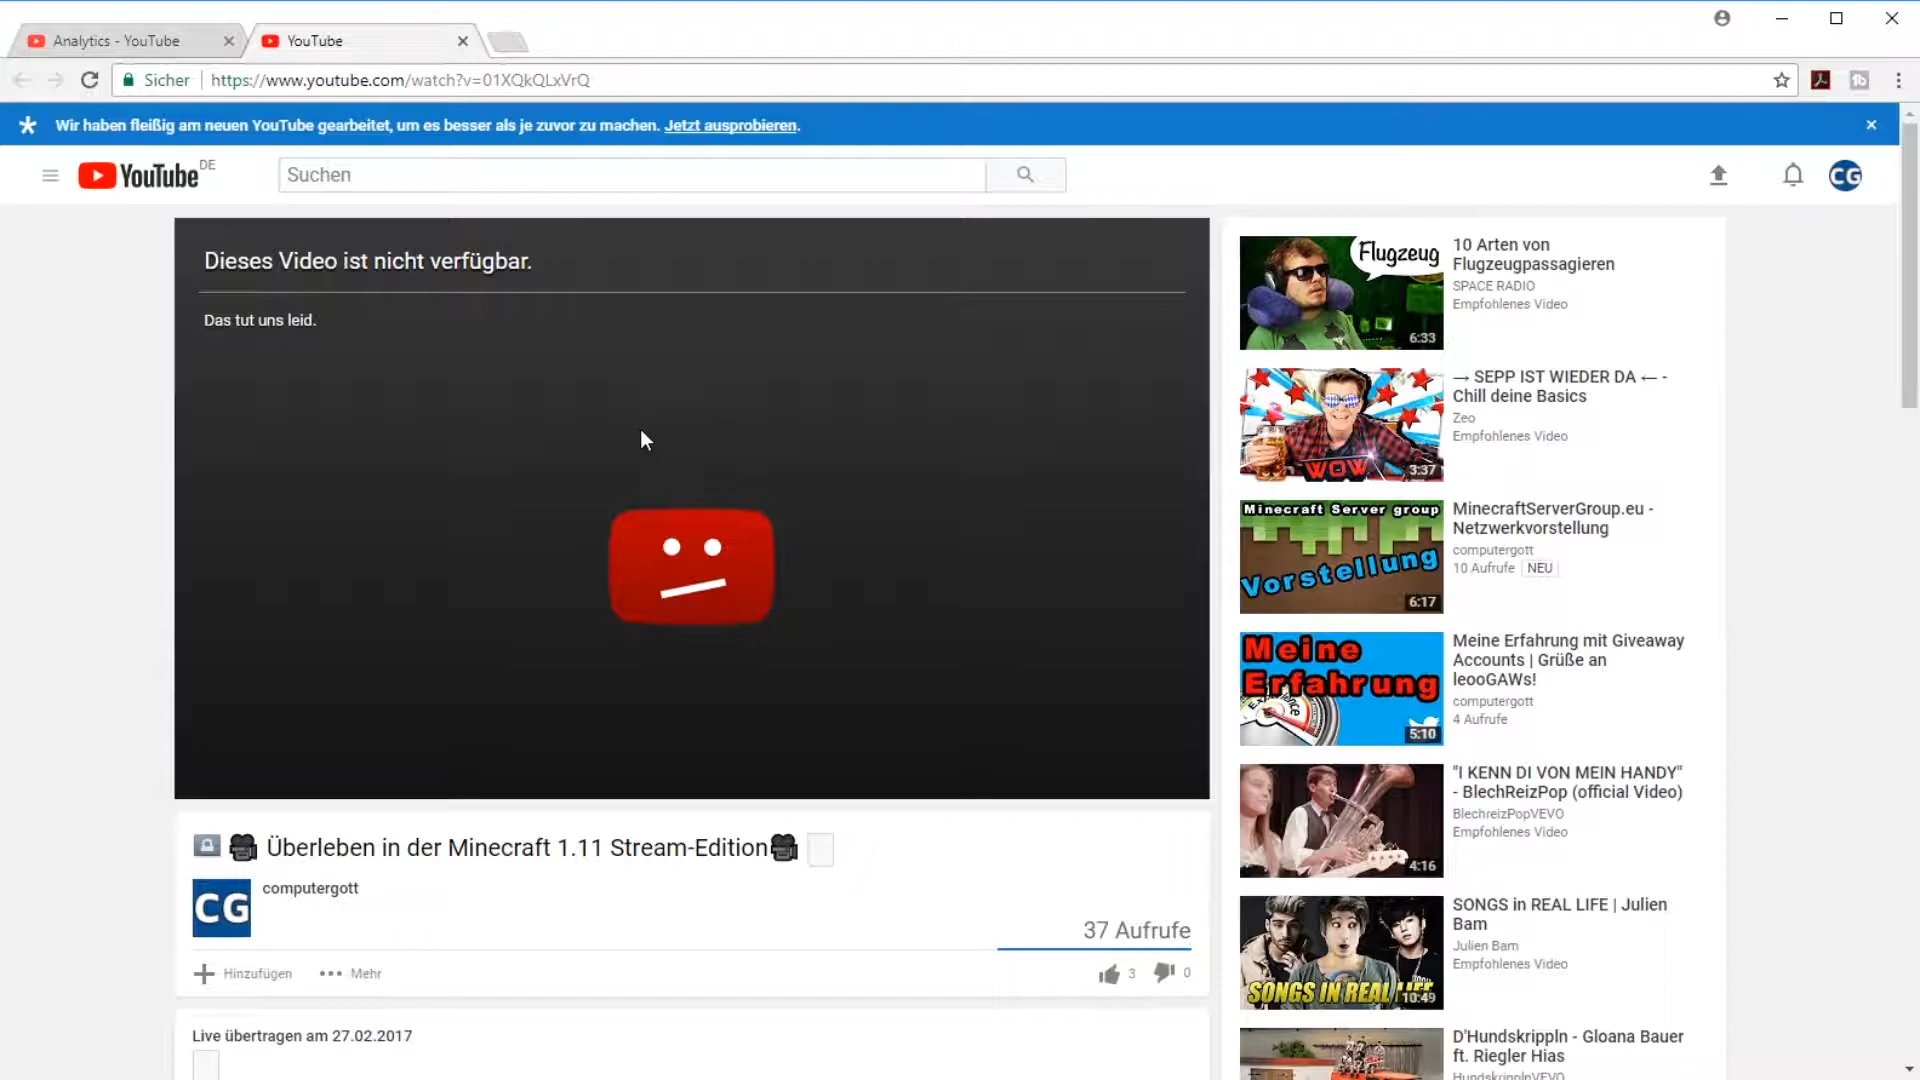 Analytics - YouTube
YouTube
Sicher
https://www.youtube.com/watch?v=01XQkQLxVrQ
Wir haben fleißig am neuen YouTube gearbeitet, um es besser als je zuvor zu machen. Jetzt ausprobieren.
YouTube DE
Suchen
CG
Dieses Video ist nicht verfügbar.
Das tut uns leid.
Überleben in der Minecraft 1.11 Stream-Edition
CG
computergott
37 Aufrufe
Hinzufügen
Mehr
3
0
Live übertragen am 27.02.2017
Flugzeug
6:33
10 Arten von
Flugzeugpassagieren
SPACE RADIO
Empfohlenes Video
WOW
3:37
→ SEPP IST WIEDER DA ← -
Chill deine Basics
Zeo
Empfohlenes Video
Minecraft Server group
Vorstellung
6:17
MinecraftServerGroup.eu -
Netzwerkvorstellung
computergott
10 Aufrufe
NEU
Meine
Erfahrung
5:10
Meine Erfahrung mit Giveaway
Accounts | Grüße an
leooGAWs!
computergott
4 Aufrufe
4:16
"I KENN DI VON MEIN HANDY"
- BlechReizPop (official Video)
BlechreizPopVEVO
Empfohlenes Video
SONGS IN REAL LIFE
10:49
SONGS in REAL LIFE | Julien
Bam
Julien Bam
Empfohlenes Video
D'Hundskrippln - Gloana Bauer
ft. Riegler Hias
HundskripplnVEVO